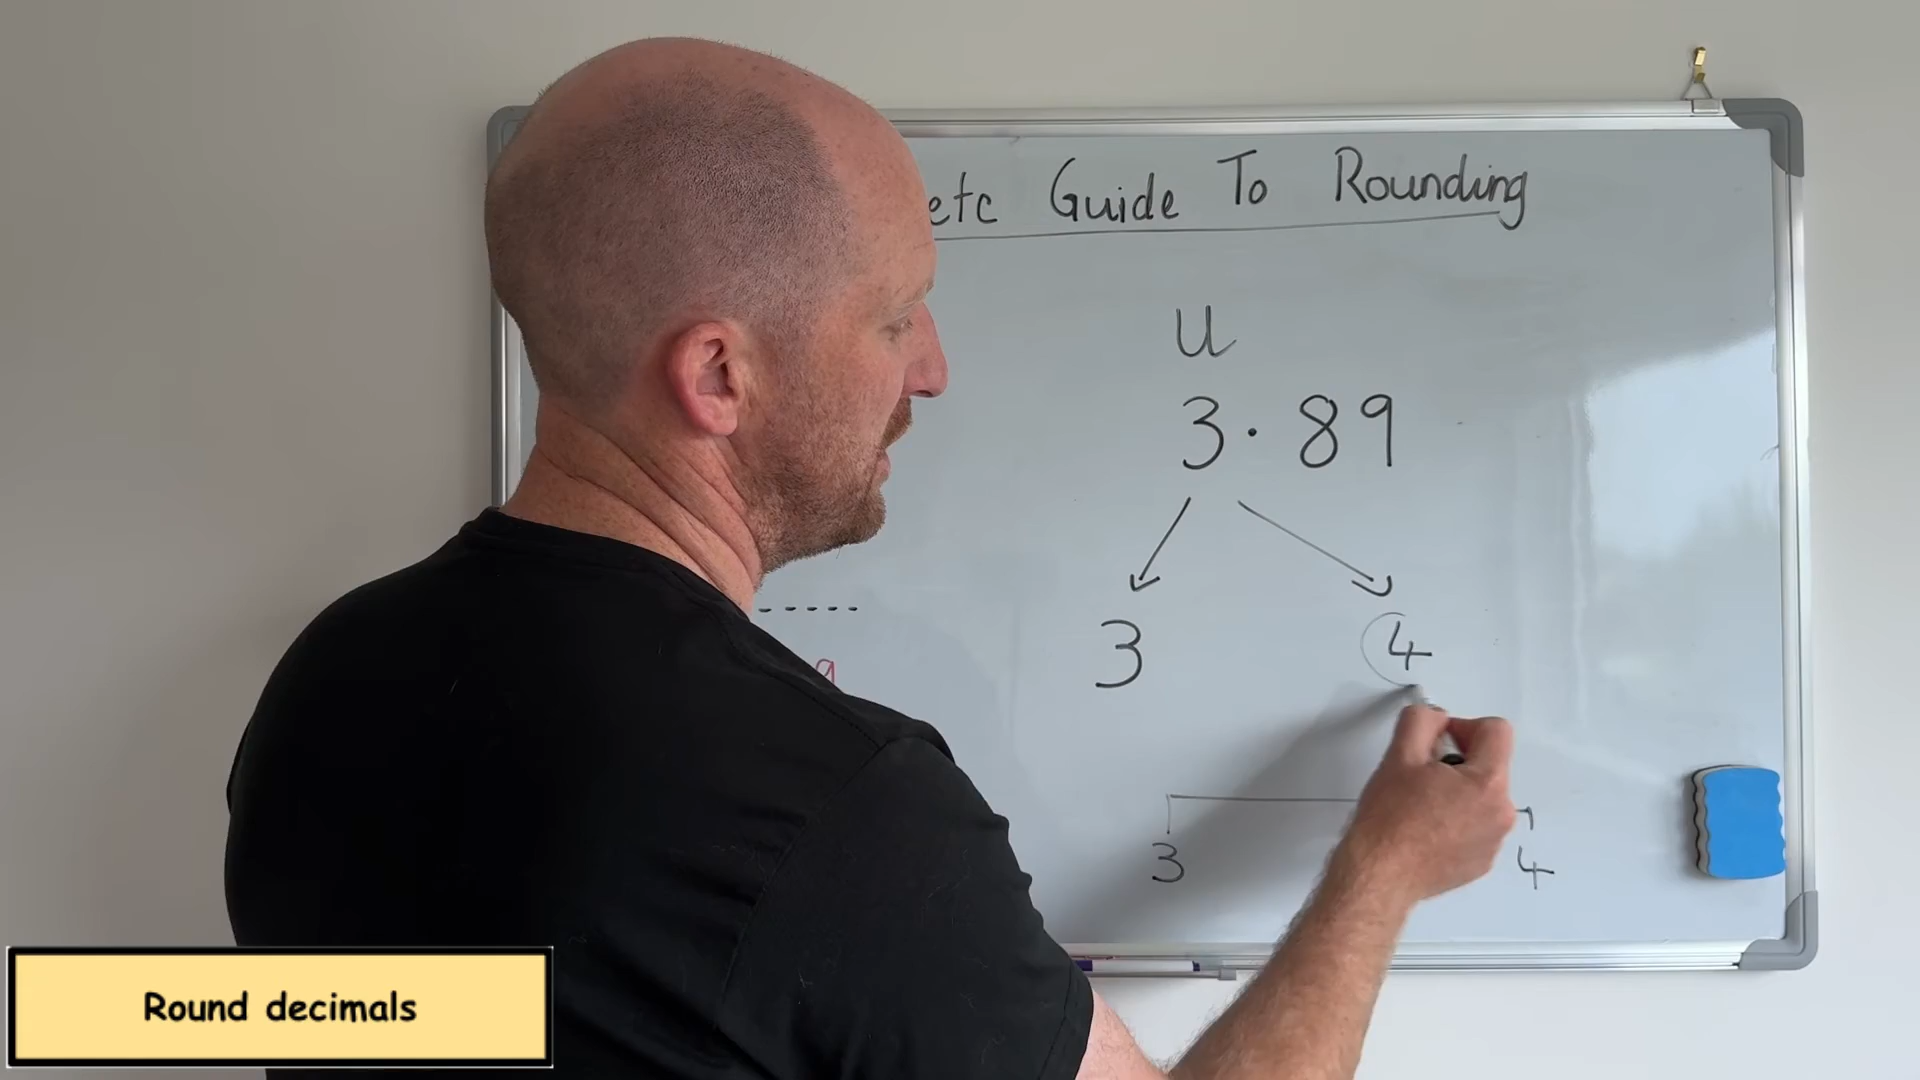 etc Guide To Rounding
U
3.89
3 4
3 4
Round decimals